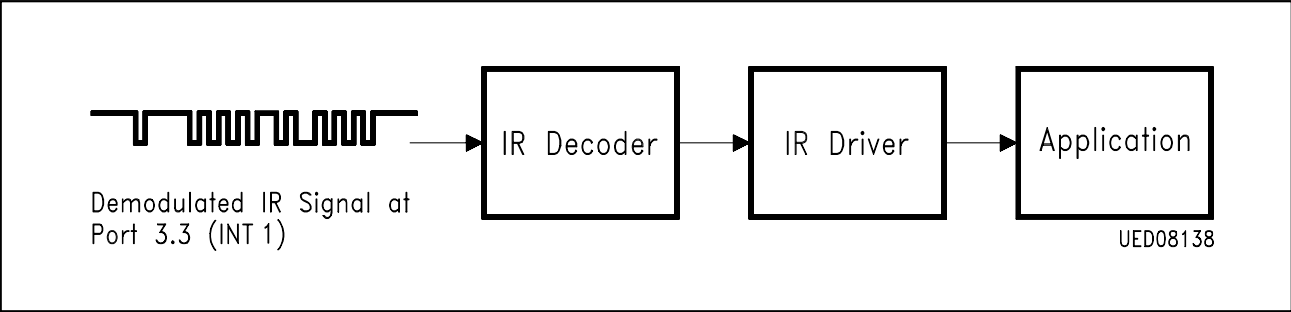 Demodulated IR Signal at
Port 3.3 (INT 1)
IR Decoder
IR Driver
Application
UED08138